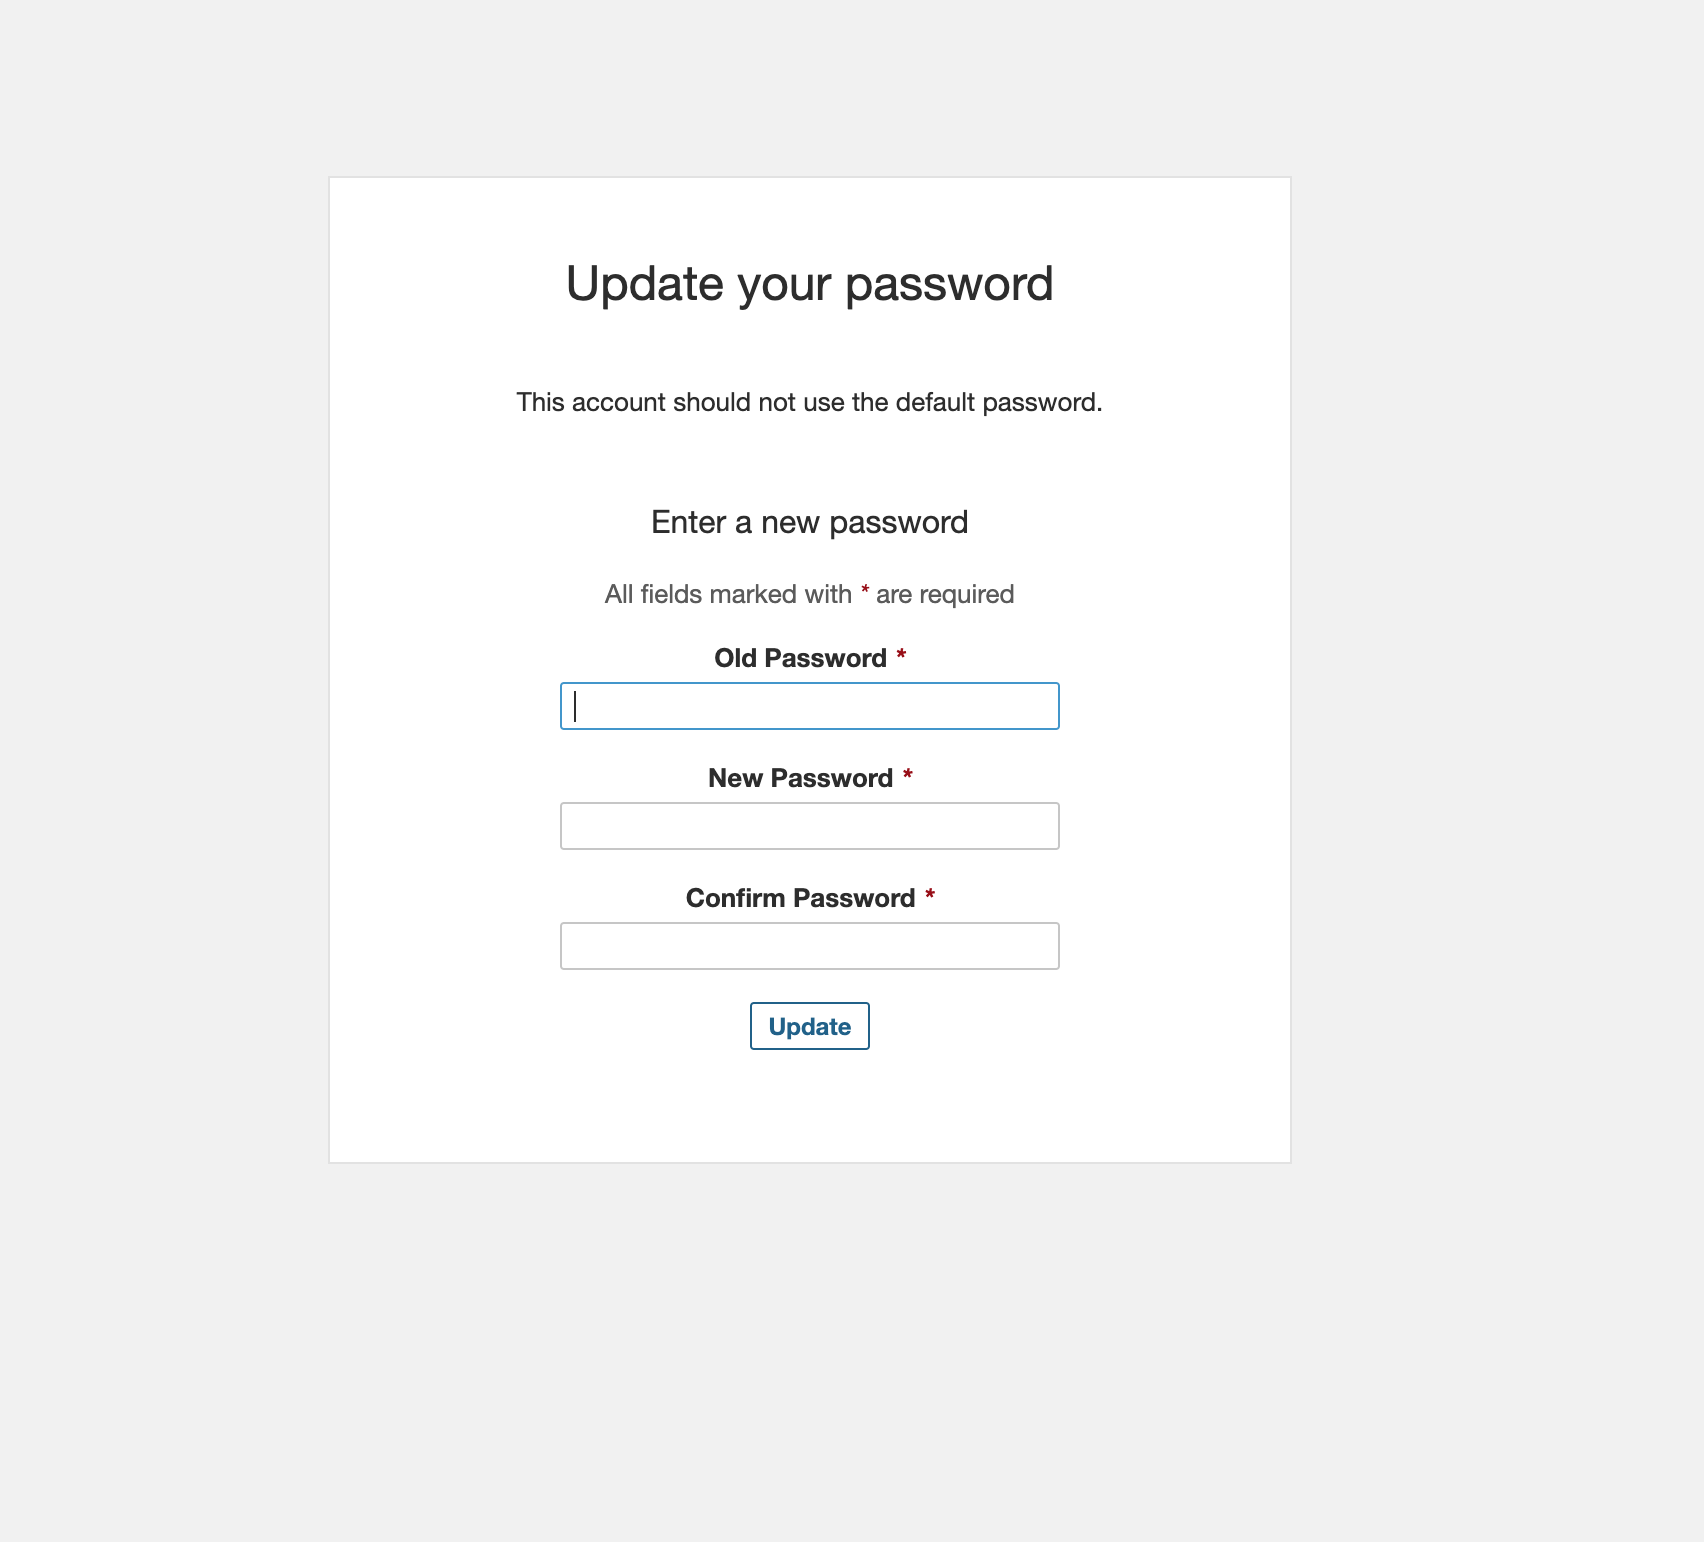 Update your password
This account should not use the default password.
Enter a new password
All fields marked with * are required
Old Password *
New Password *
Confirm Password *
Update